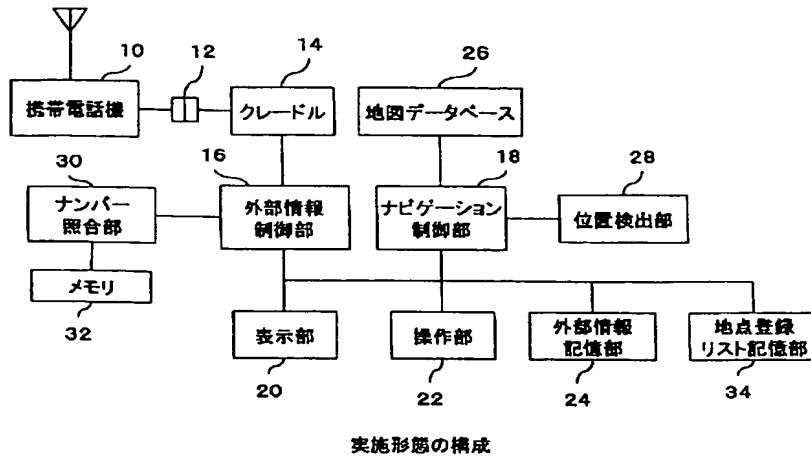 10
12
14
26
携帯電話機
クレードル
地図データベース
30
16
18
28
ナンバー
照合部
外部情報
制御部
ナビゲーション
制御部
位置検出部
メモリ
32
表示部
操作部
外部情報
記憶部
地点登録
リスト記憶部
20
22
24
34
実施形態の構成